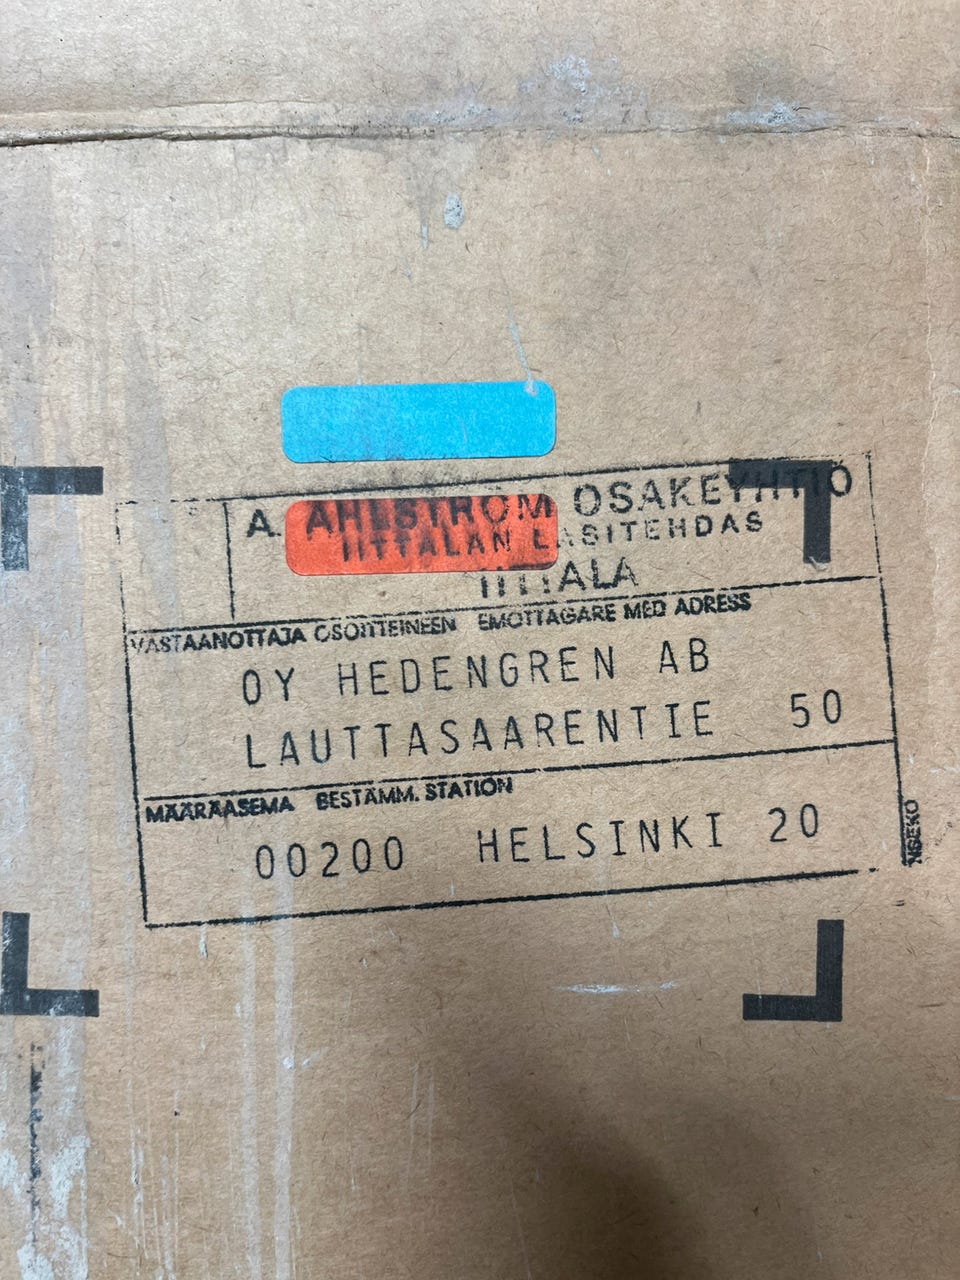 A. AHLSTRÖM OSAKEYHTIÖ
IITTALAN LASITEHDAS
IITTALA
VASTAANOTTAJA OSOITTEINEEN EMOTTAGARE MED ADRESS
OY HEDENGREN AB
LAUTTASAARENTIE 50
MÄÄRÄASEMA BESTÄMM. STATION
00200 HELSINKI 20
NSEKO